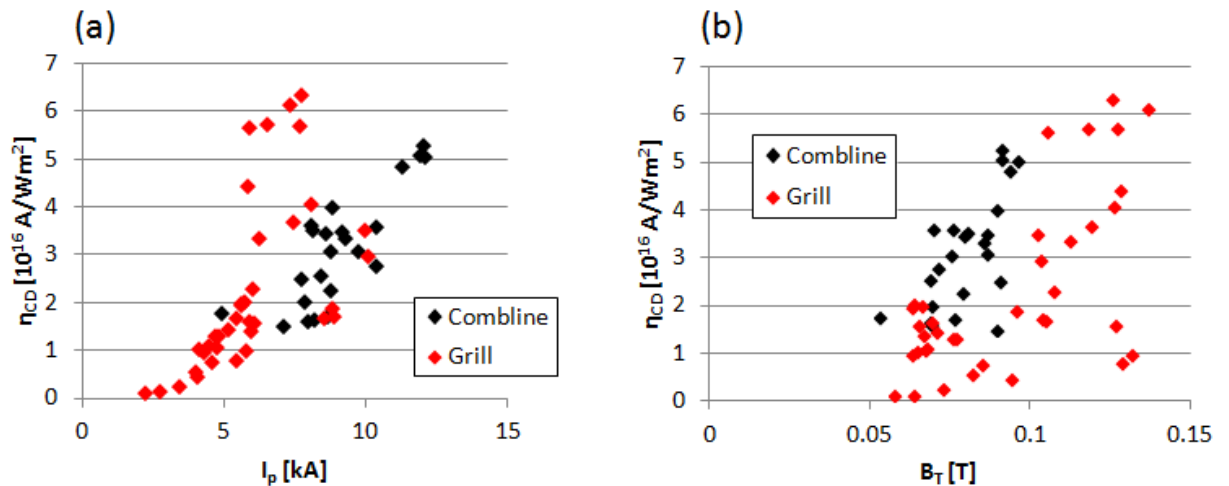 (a)
7
6
5
4
3
2
1
0
0 5 10 15
η_CD [10^16 A/Wm^2]
I_p [kA]
Combline
Grill
(b)
7
6
5
4
3
2
1
0
0 0.05 0.1 0.15
η_CD [10^16 A/Wm^2]
B_T [T]
Combline
Grill